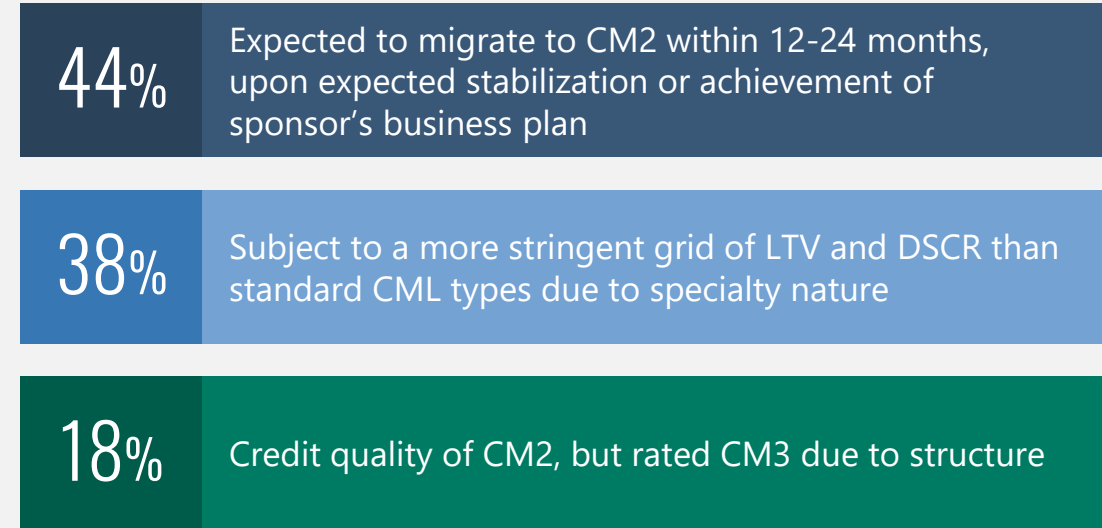 44%
Expected to migrate to CM2 within 12-24 months,
upon expected stabilization or achievement of
sponsor's business plan
38%
Subject to a more stringent grid of LTV and DSCR than
standard CML types due to specialty nature
18%
Credit quality of CM2, but rated CM3 due to structure